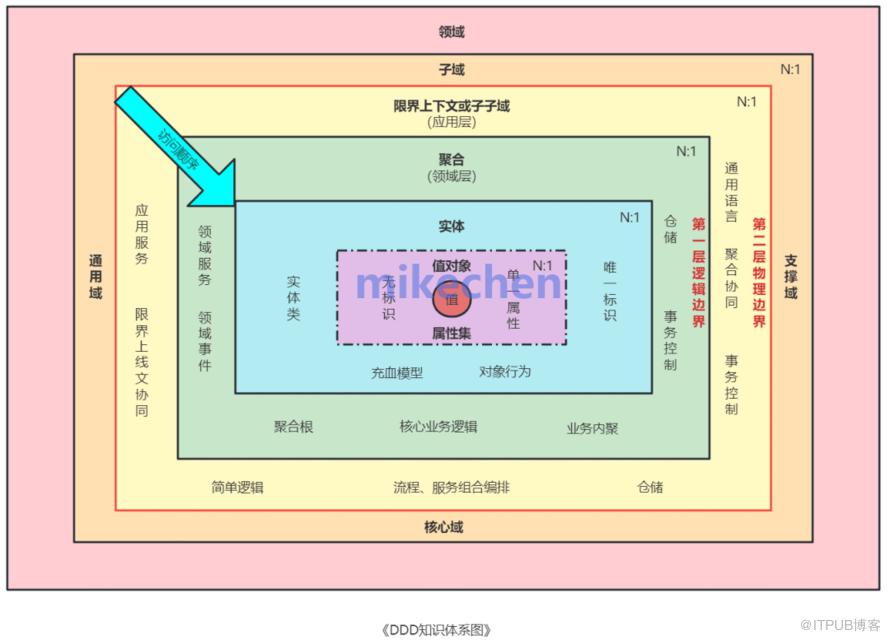 领域
子域
N:1
限界上下文或子子域
(应用层)
N:1
访问顺序
聚合
(领域层)
N:1
实体
N:1
值对象
N:1
mikechen
无标识
值
单一属性
属性集
实体类
唯一标识
充血模型
对象行为
领域服务
领域事件
仓储
事务控制
第一层逻辑边界
聚合根
核心业务逻辑
业务内聚
应用服务
限界上线文协同
通用语言
聚合协同
事务控制
第二层物理边界
简单逻辑
流程、服务组合编排
仓储
通用域
支撑域
核心域
《DDD知识体系图》
@ITPUB博客